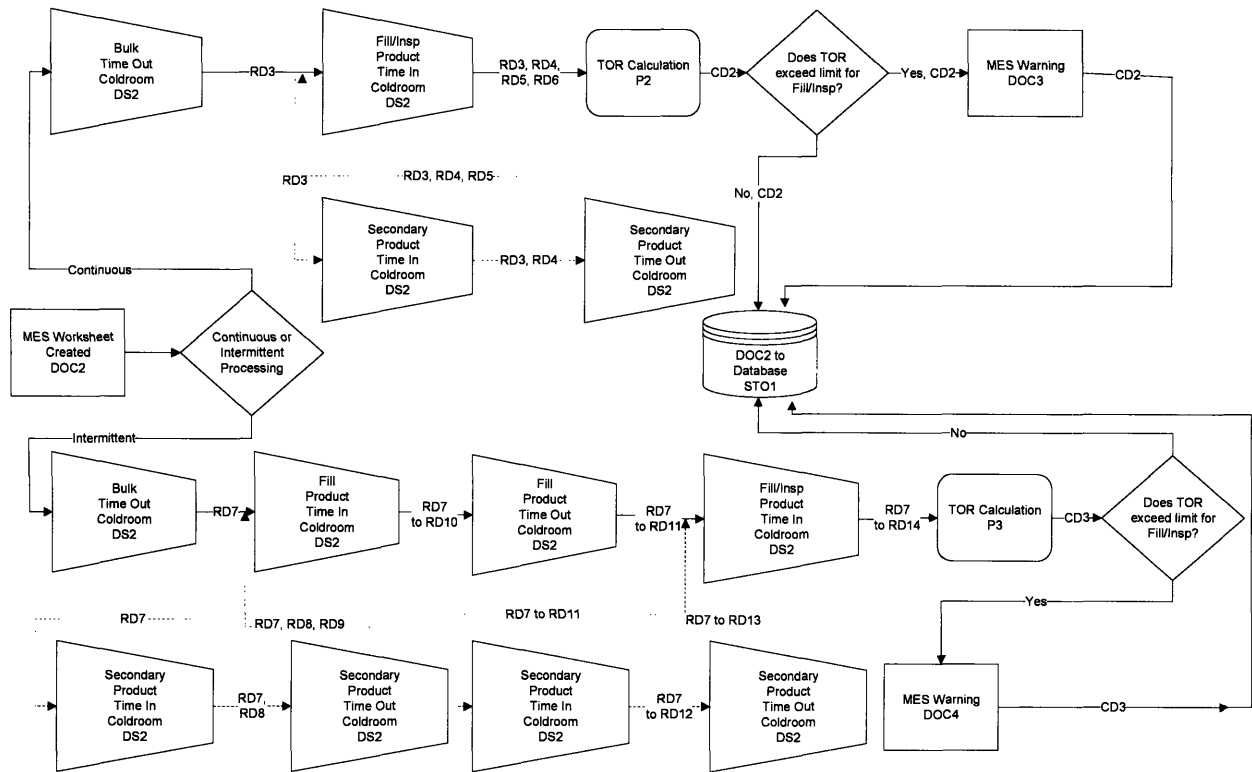 Bulk
Time Out
Coldroom
DS2
RD3
Fill/Insp
Product
Time In
Coldroom
DS2
RD3, RD4,
RD5, RD6
TOR Calculation
P2
CD2
Does TOR
exceed limit for
Fill/Insp?
Yes, CD2
MES Warning
DOC3
CD2
RD3
RD3, RD4, RD5
No, CD2
Secondary
Product
Time In
Coldroom
DS2
RD3, RD4
Secondary
Product
Time Out
Coldroom
DS2
Continuous
MES Worksheet
Created
DOC2
Continuous or
Intermittent
Processing
DOC2 to
Database
STO1
Intermittent
No
Bulk
Time Out
Coldroom
DS2
RD7
Fill
Product
Time In
Coldroom
DS2
RD7
to RD10
Fill
Product
Time Out
Coldroom
DS2
RD7
to RD11
Fill/Insp
Product
Time In
Coldroom
DS2
RD7
to RD14
TOR Calculation
P3
CD3
Does TOR
exceed limit for
Fill/Insp?
Yes
RD7
RD7, RD8, RD9
RD7 to RD11
RD7 to RD13
Secondary
Product
Time In
Coldroom
DS2
RD7,
RD8
Secondary
Product
Time Out
Coldroom
DS2
Secondary
Product
Time In
Coldroom
DS2
RD7
to RD12
Secondary
Product
Time Out
Coldroom
DS2
MES Warning
DOC4
CD3